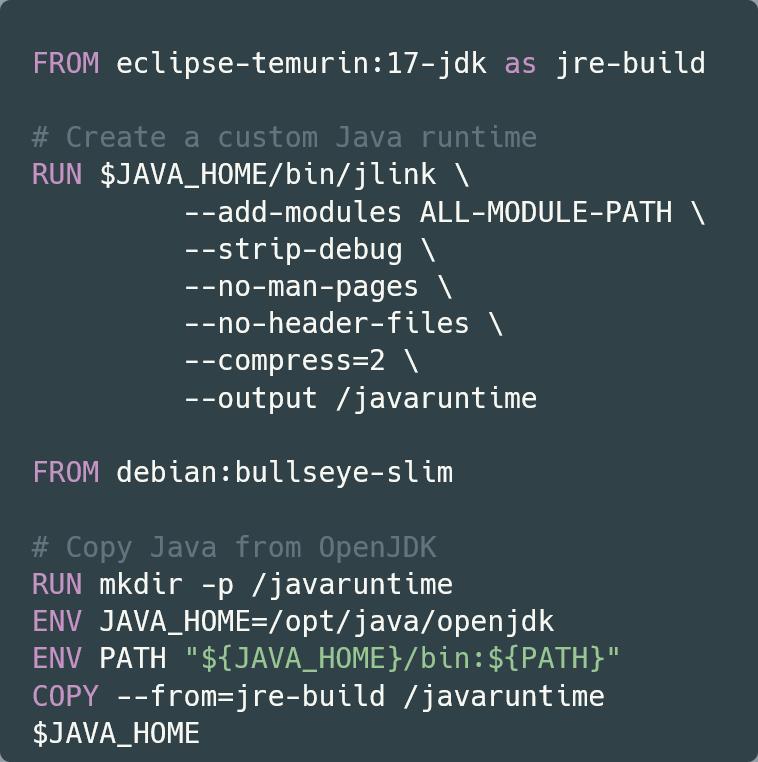 FROM eclipse-temurin:17-jdk as jre-build
# Create a custom Java runtime
RUN $JAVA_HOME/bin/jlink \
--add-modules ALL-MODULE-PATH \
--strip-debug \
--no-man-pages \
--no-header-files \
--compress=2 \
--output /javaruntime
FROM debian:bullseye-slim
# Copy Java from OpenJDK
RUN mkdir -p /javaruntime
ENV JAVA_HOME=/opt/java/openjdk
ENV PATH "${JAVA_HOME}/bin:${PATH}"
COPY --from=jre-build /javaruntime
$JAVA_HOME